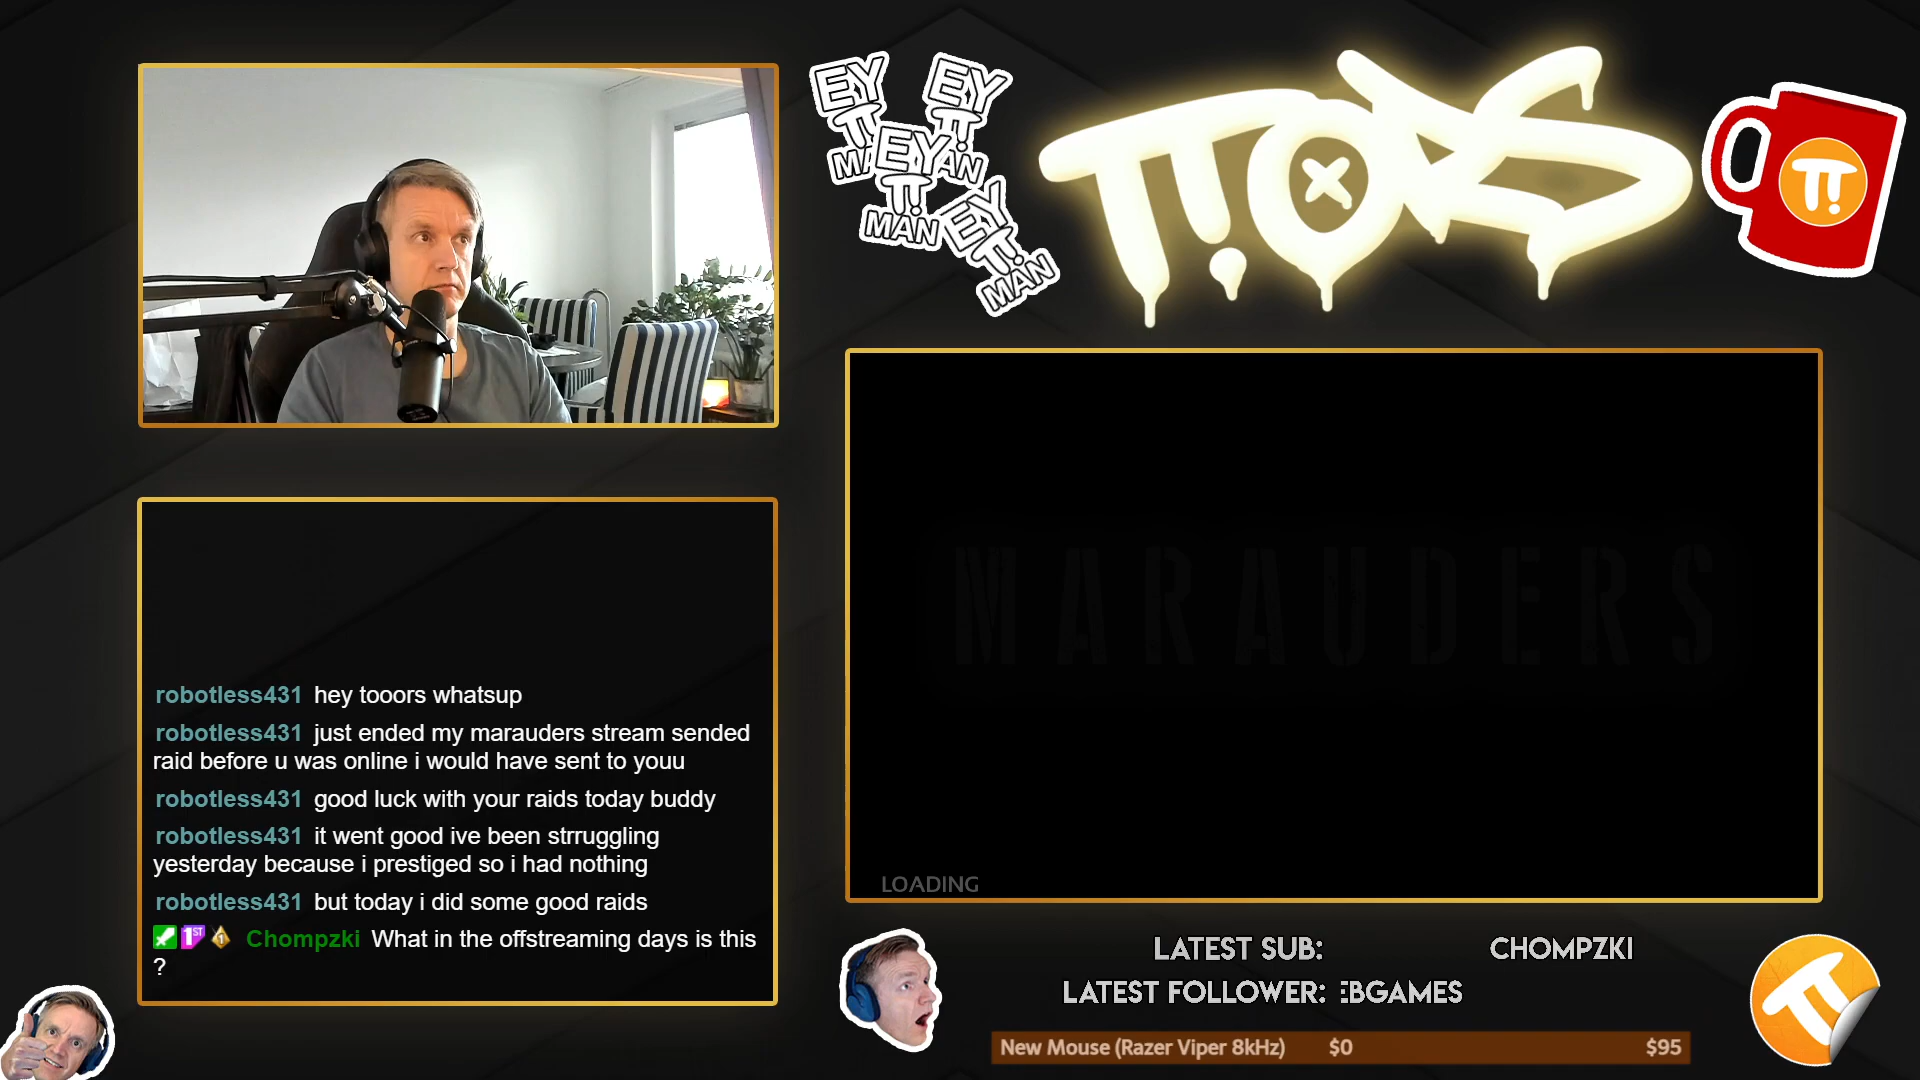 EY
MAN
EY
MAN
EY
MAN
EY
MAN
robotless431 hey tooors whatsup
robotless431 just ended my marauders stream sended
raid before u was online i would have sent to youu
robotless431 good luck with your raids today buddy
robotless431 it went good ive been strruggling
yesterday because i prestiged so i had nothing
robotless431 but today i did some good raids
1ST 1 Chompzki What in the offstreaming days is this
?
MARAUDERS
LOADING
LATEST SUB: CHOMPZKI
LATEST FOLLOWER: EBGAMES
New Mouse (Razer Viper 8kHz) $0 $95